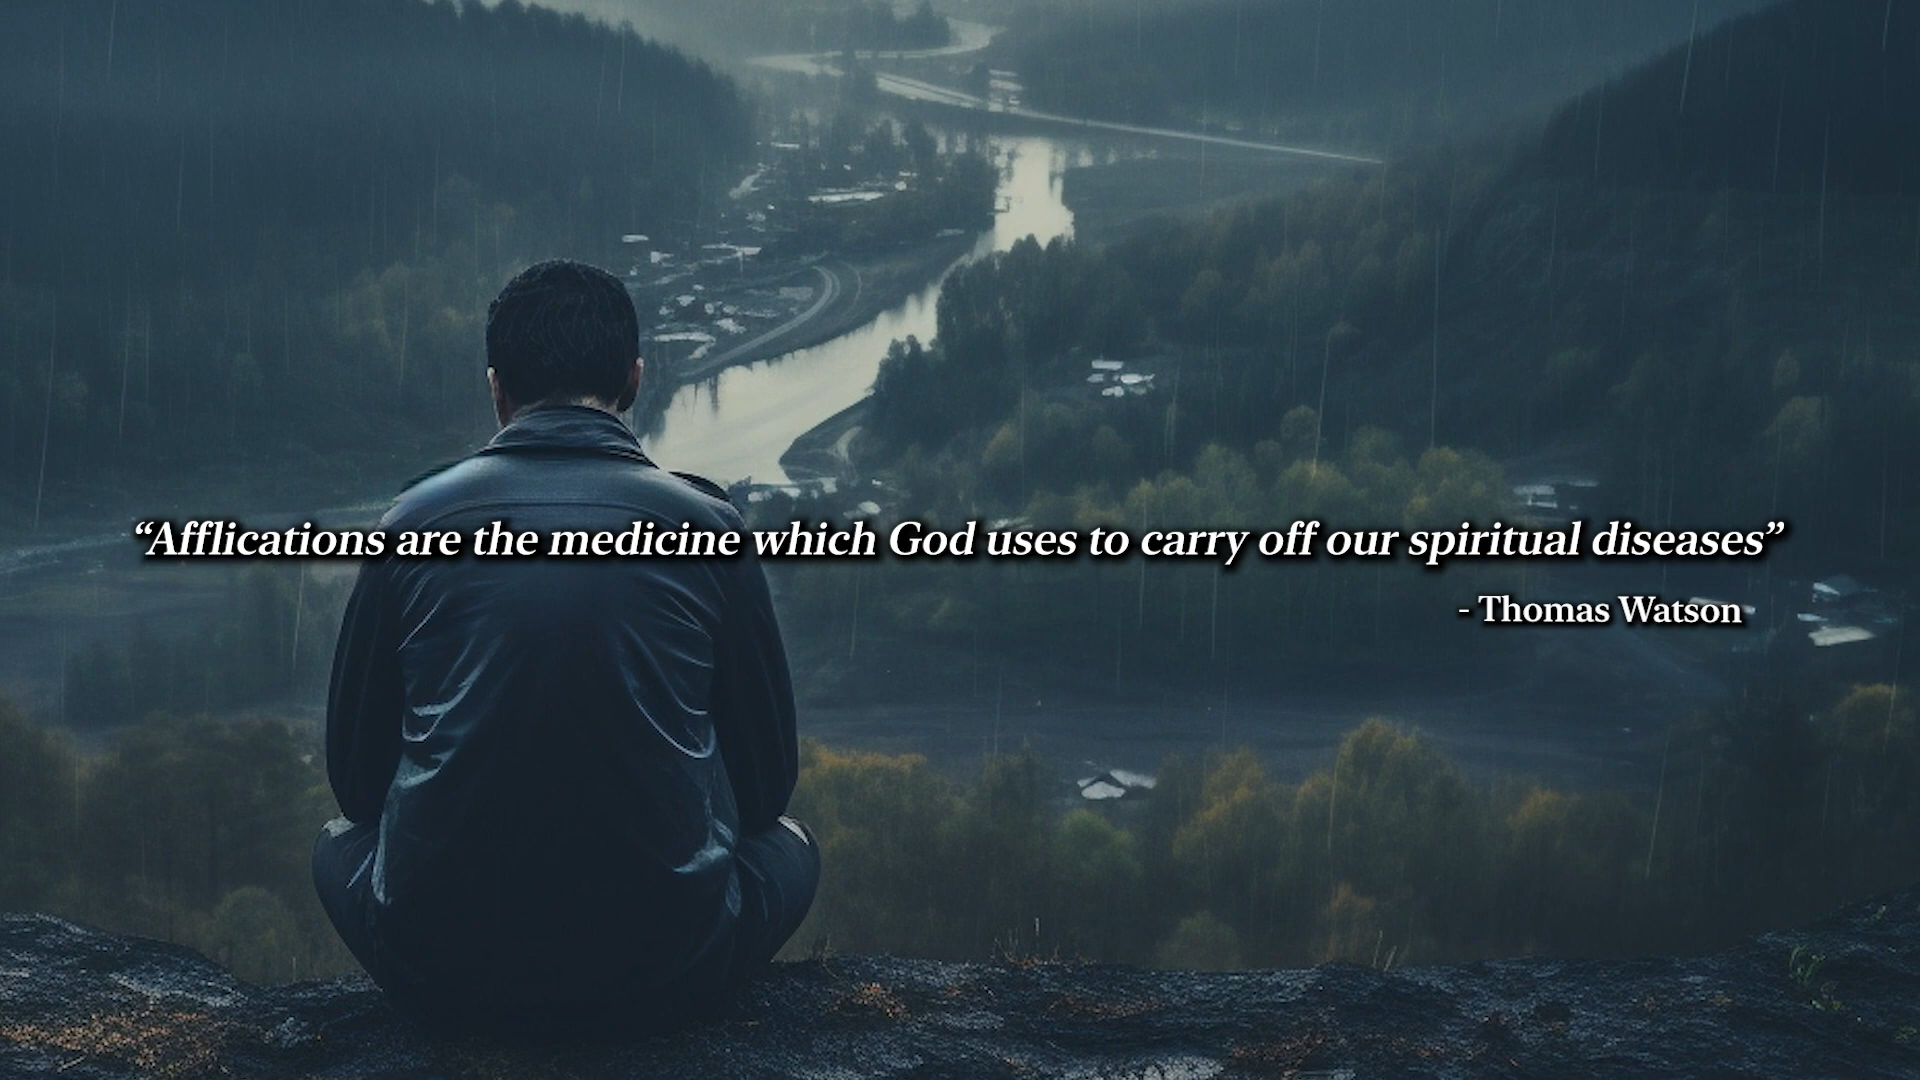 “Afflications are the medicine which God uses to carry off our spiritual diseases”
- Thomas Watson